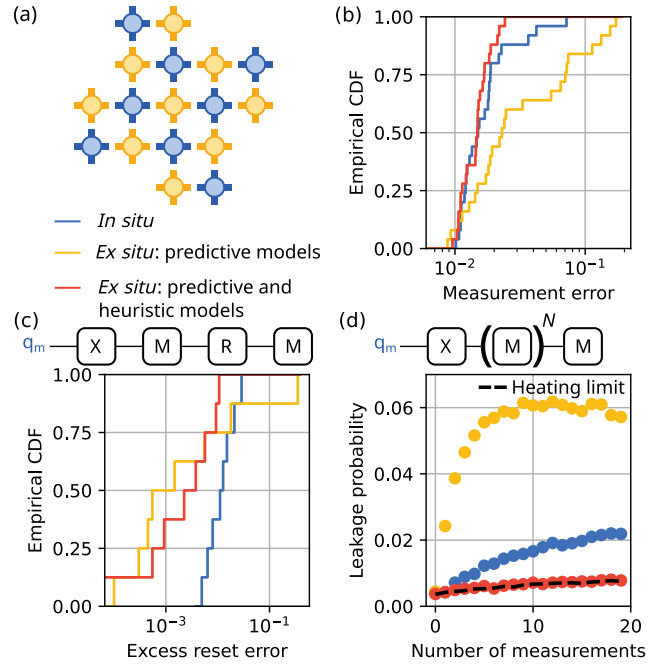 (a)
In situ
Ex situ: predictive models
Ex situ: predictive and
heuristic models
(b)
Empirical CDF
1.00
0.75
0.50
0.25
0.00
10⁻²
10⁻¹
Measurement error
(c)
qₘ
X
M
R
M
Empirical CDF
1.00
0.75
0.50
0.25
0.00
10⁻³
10⁻¹
Excess reset error
(d)
qₘ
X
(M)ᴺ
M
Heating limit
Leakage probability
0.06
0.04
0.02
0.00
0
10
20
Number of measurements